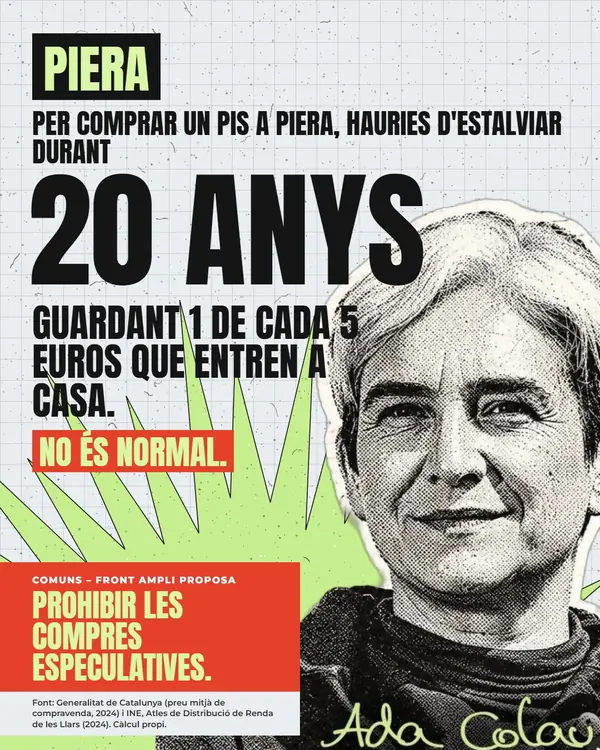 PIERA
PER COMPRAR UN PIS A PIERA, HAURIES D'ESTALVIAR
DURANT
20 ANYS
GUARDANT 1 DE CADA 5
EUROS QUE ENTREN A
CASA.
NO ÉS NORMAL.
COMUNS – FRONT AMPLI PROPOSA
PROHIBIR LES
COMPRES
ESPECULATIVES.
Font: Generalitat de Catalunya (preu mitjà de
compravenda, 2024) i INE, Atles de Distribució de Renda
de les Llars (2024). Càlcul propi.
Ada Colau